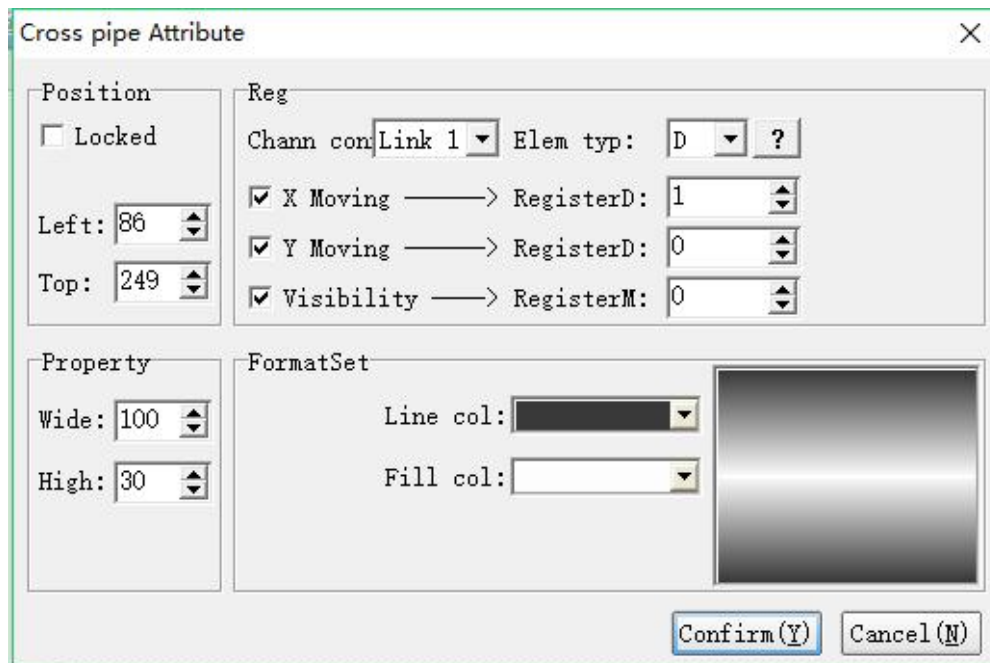 Cross pipe Attribute
Position
Locked
Left: 86
Top: 249
Reg
Chann con Link 1 Elem typ: D ?
X Moving ——> RegisterD: 1
Y Moving ——> RegisterD: 0
Visibility ——> RegisterM: 0
Property
Wide: 100
High: 30
FormatSet
Line col:
Fill col:
Confirm(Y) Cancel(N)